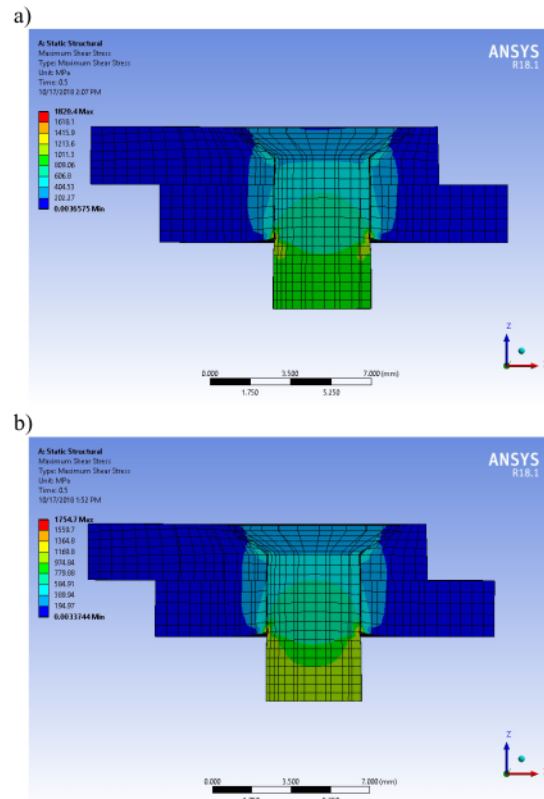 a)
A: Static Structural
Maximum Shear Stress
Type: Maximum Shear Stress
Unit: MPa
Time: 0.5
10/17/2018 2:07 PM
ANSYS
R18.1
1820.4 Max
1618.1
1415.9
1213.6
1011.3
809.06
606.8
404.53
202.27
0.0036575 Min
Z
0.000
3.500
7.000 (mm)
1.750
5.250
b)
A: Static Structural
Maximum Shear Stress
Type: Maximum Shear Stress
Unit: MPa
Time: 0.5
10/17/2018 1:52 PM
ANSYS
R18.1
1754.7 Max
1559.7
1364.8
1169.8
974.84
779.88
584.91
389.94
194.97
0.0033744 Min
Z
0.000
3.500
7.000 (mm)